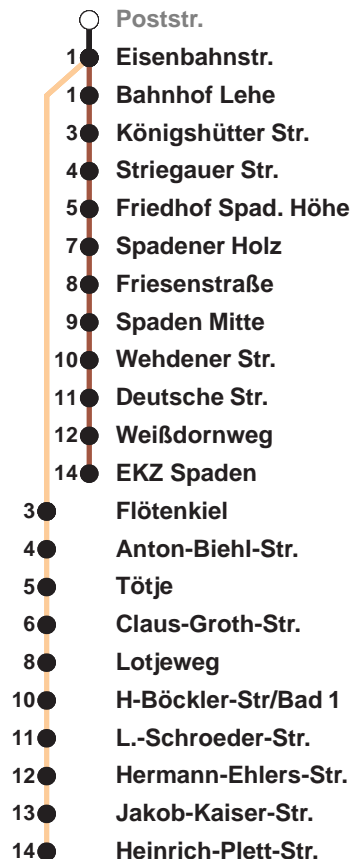 Poststr.
1 Eisenbahnstr.
1 Bahnhof Lehe
3 Königshütter Str.
4 Striegauer Str.
5 Friedhof Spad. Höhe
7 Spadener Holz
8 Friesenstraße
9 Spaden Mitte
10 Wehdener Str.
11 Deutsche Str.
12 Weißdornweg
14 EKZ Spaden
3 Flötenkiel
4 Anton-Biehl-Str.
5 Tötje
6 Claus-Groth-Str.
8 Lotjeweg
10 H-Böckler-Str/Bad 1
11 L.-Schroeder-Str.
12 Hermann-Ehlers-Str.
13 Jakob-Kaiser-Str.
14 Heinrich-Plett-Str.